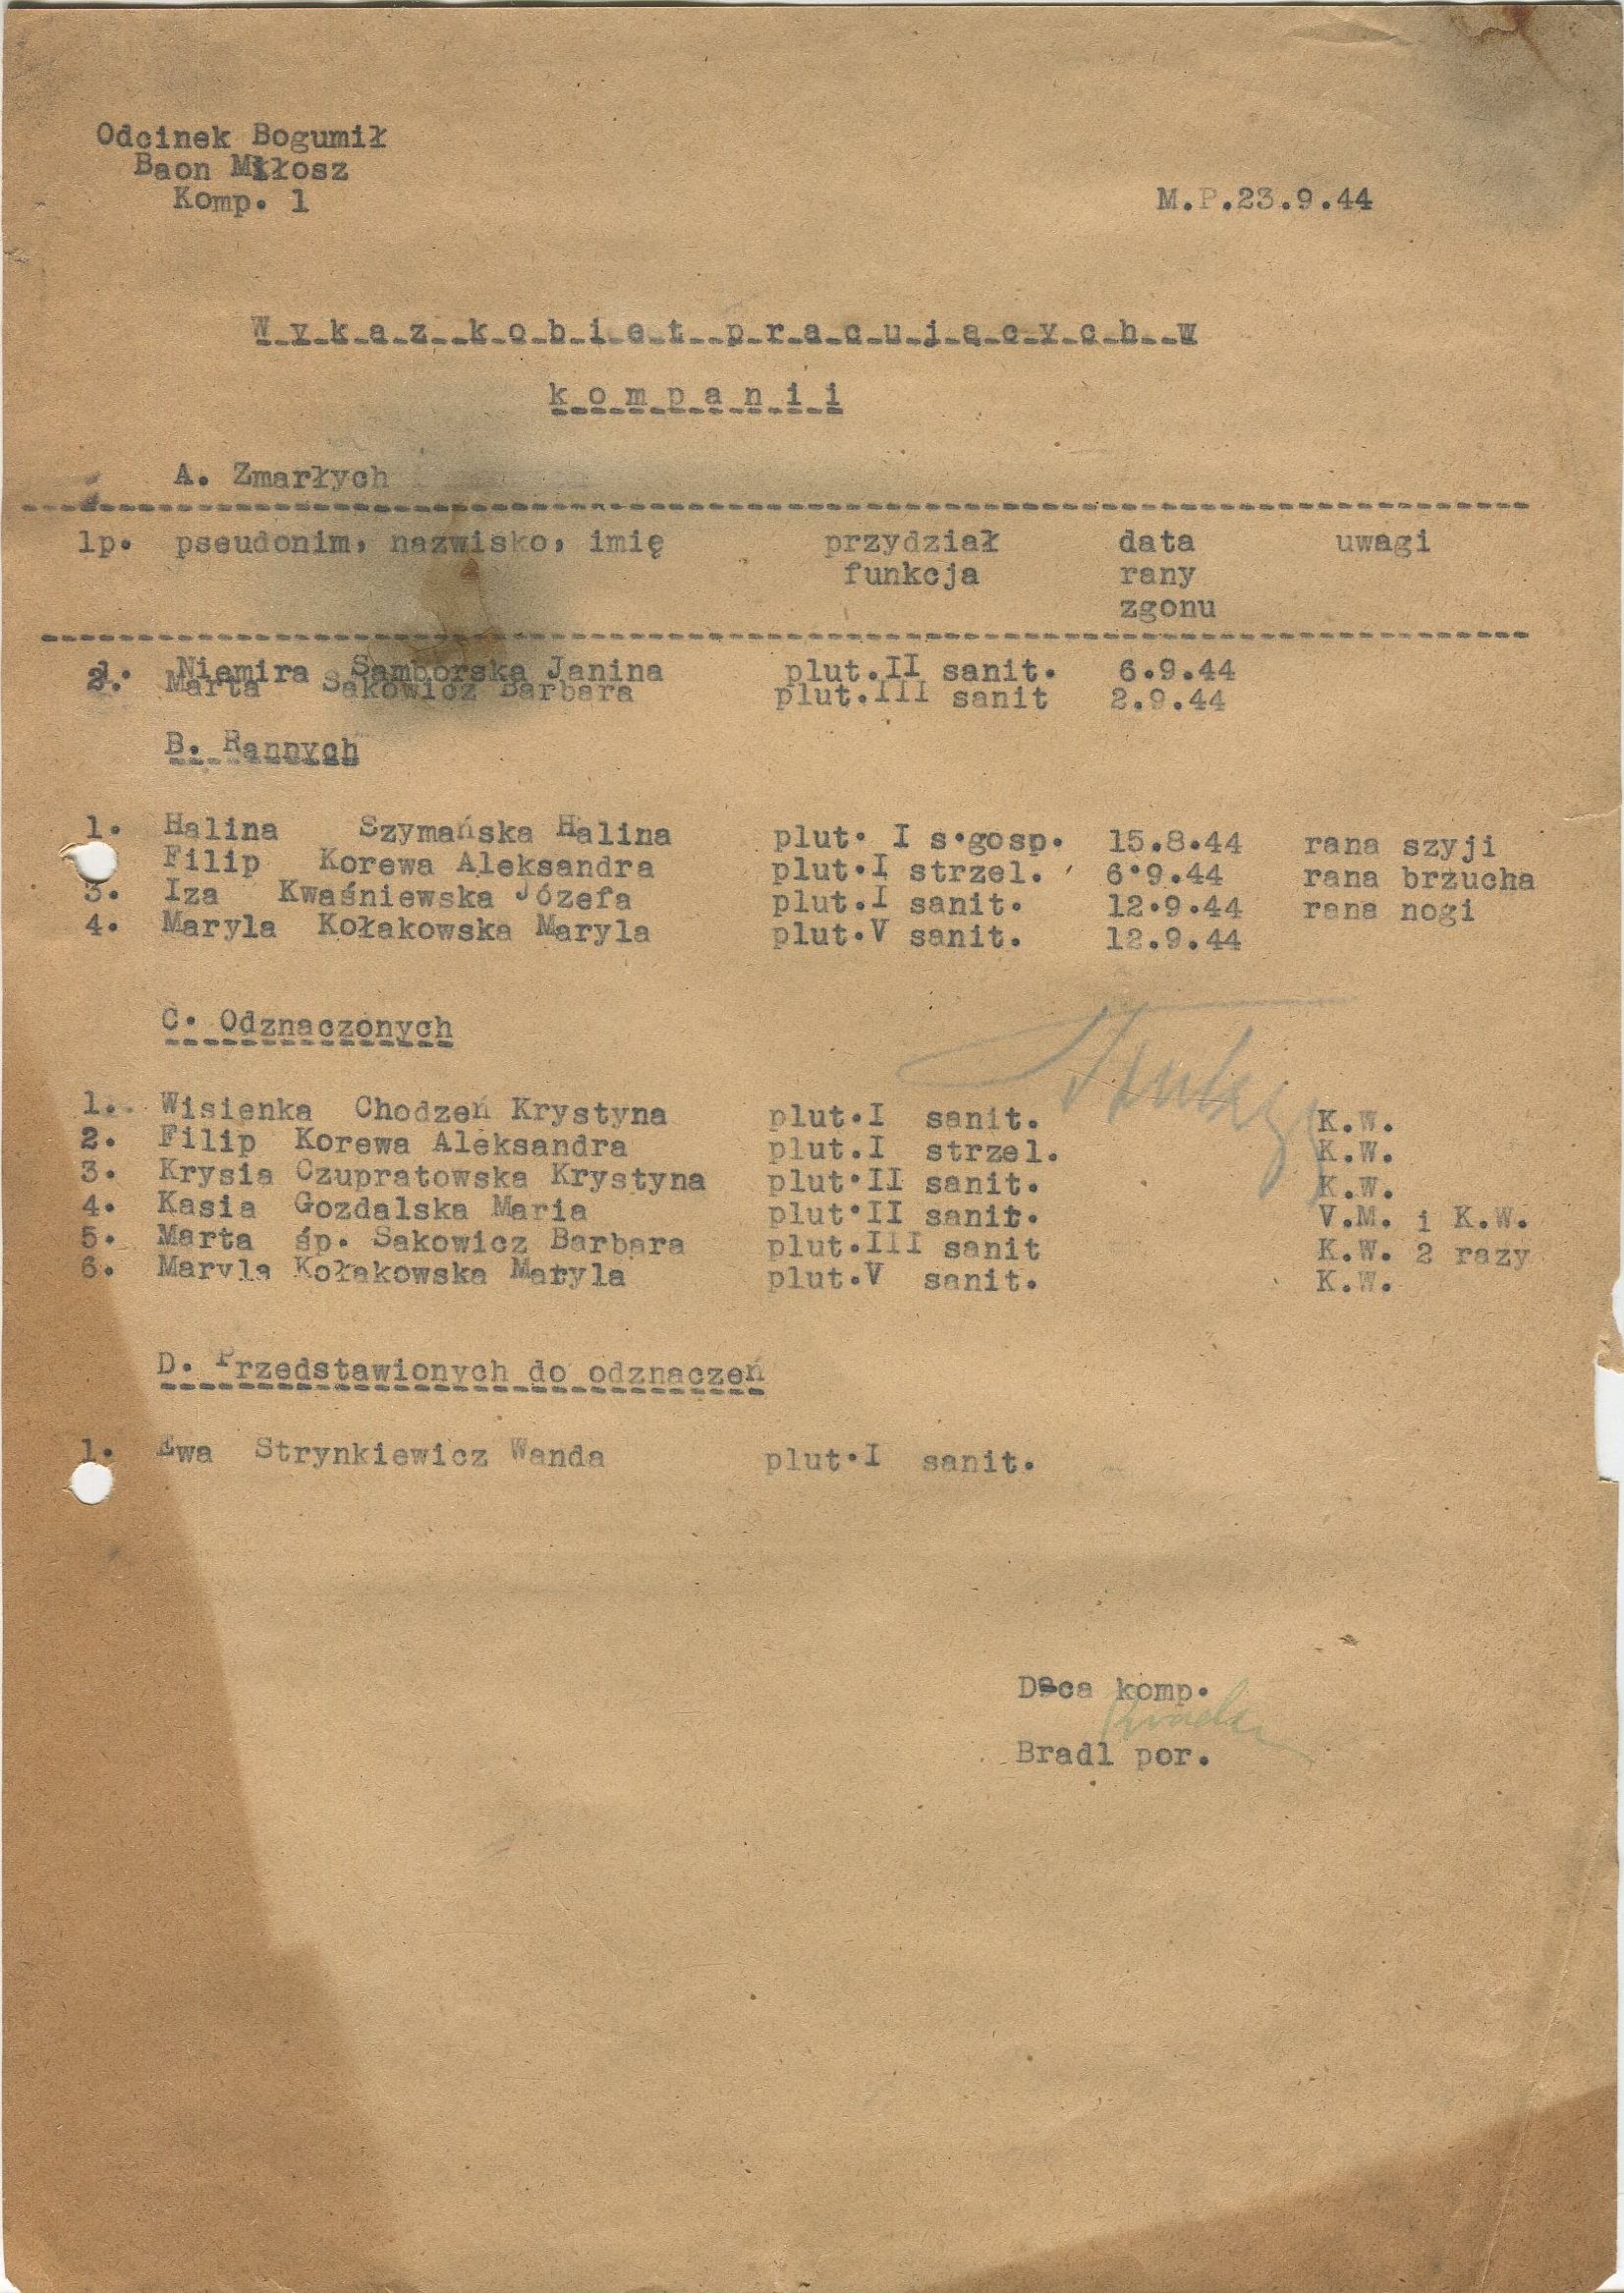 Odcinek Bogumił
Baon Miłosz
Komp. 1
M.P.23.9.44
Wykaz kobiet pracujących w
kompanii
A. Zmarłych
lp. pseudonim, nazwisko, imię przydział data uwagi
funkcja rany
zgonu
1. Niemira Samborska Janina plut.II sanit. 6.9.44
2. Marta Sakowicz Barbara plut.III sanit 2.9.44
B. Rannych
1. Halina Szymańska Halina plut. I s.gosp. 15.8.44 rana szyji
Filip Korewa Aleksandra plut.I strzel. 6.9.44 rana brzucha
3. Iza Kwaśniewska Józefa plut.I sanit. 12.9.44 rana nogi
4. Maryla Kołakowska Maryla plut.V sanit. 12.9.44
C. Odznaczonych
1. Wisienka Chodzeń Krystyna plut.I sanit. K.W.
2. Filip Korewa Aleksandra plut.I strzel. K.W.
3. Krysia Czupratowska Krystyna plut.II sanit. K.W.
4. Kasia Gozdalska Maria plut.II sanit. V.M. i K.W.
5. Marta śp. Sakowicz Barbara plut.III sanit K.W. 2 razy
6. Maryla Kołakowska Maryla plut.V sanit. K.W.
D. Przedstawionych do odznaczeń
1. Ewa Strynkiewicz Wanda plut.I sanit.
D-ca komp.
Bradl por.